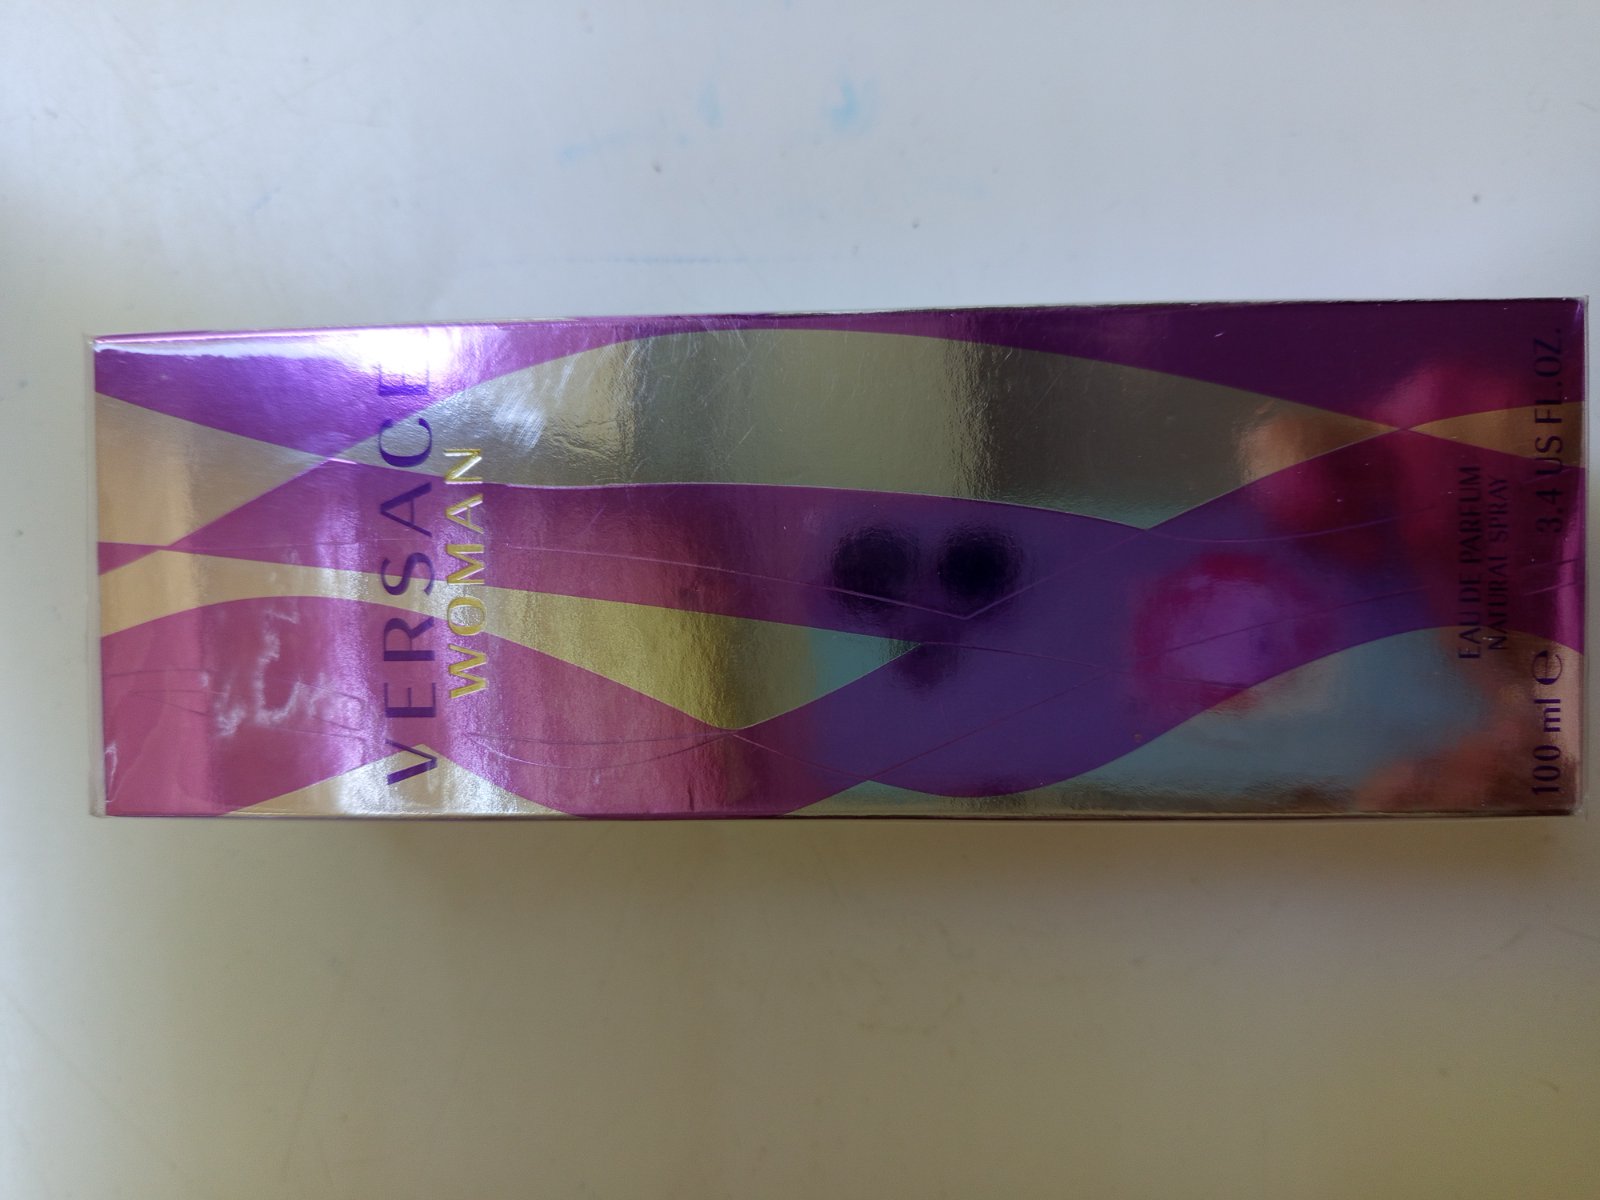 VERSACE
WOMAN
EAU DE PARFUM
NATURAL SPRAY
100 ml ℮ 3.4 US FL.OZ.